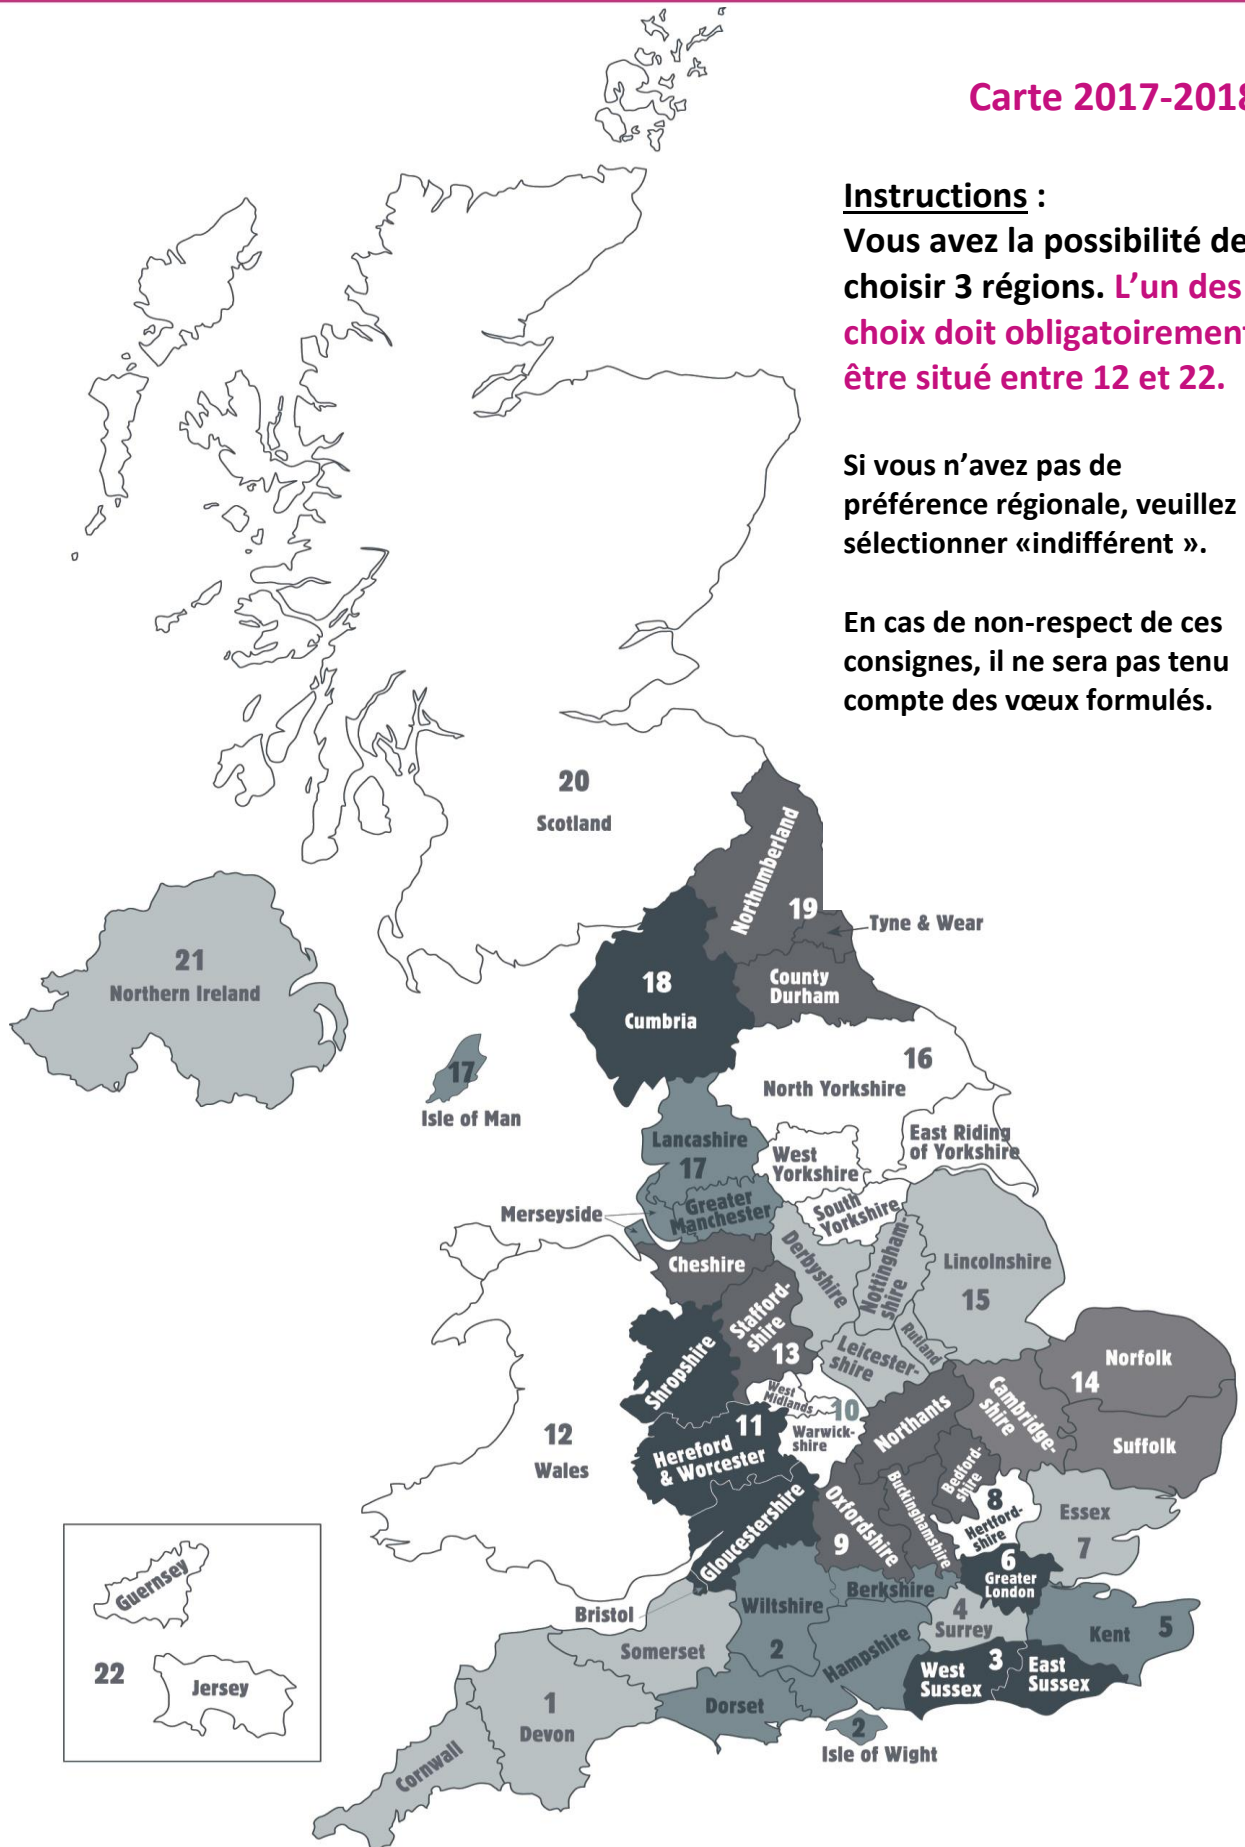 Carte 2017-2018
Instructions :
Vous avez la possibilité de
choisir 3 régions. L’un des
choix doit obligatoirement
être situé entre 12 et 22.
Si vous n’avez pas de
préférence régionale, veuillez
sélectionner «indifférent ».
En cas de non-respect de ces
consignes, il ne sera pas tenu
compte des vœux formulés.
20
Scotland
Northumberland
19
Tyne & Wear
21
Northern Ireland
18
Cumbria
County
Durham
17
Isle of Man
16
North Yorkshire
Lancashire
17
West
Yorkshire
East Riding
of Yorkshire
Merseyside
Greater
Manchester
South
Yorkshire
Cheshire
Derbyshire
Nottingham-
shire
Lincolnshire
15
Stafford-
shire
13
Shropshire
Leicester-
shire
Rutland
Norfolk
14
West
Midlands
10
Warwick-
shire
Northants
Cambridge-
shire
Suffolk
12
Wales
11
Hereford
& Worcester
Bedford-
shire
Buckinghamshire
Oxfordshire
9
8
Hertford-
shire
Essex
7
Gloucestershire
6
Greater
London
Guernsey
22
Jersey
Bristol
Wiltshire
2
Berkshire
4
Surrey
Kent
5
Somerset
Hampshire
West
Sussex
3
East
Sussex
1
Devon
Dorset
2
Isle of Wight
Cornwall